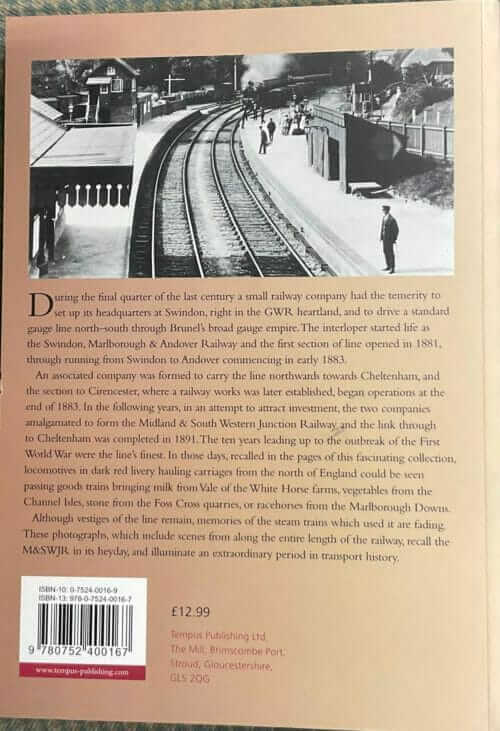 During the final quarter of the last century a small railway company had the temerity to
set up its headquarters at Swindon, right in the GWR heartland, and to drive a standard
gauge line north–south through Brunel's broad gauge empire. The interloper started life as
the Swindon, Marlborough & Andover Railway and the first section of line opened in 1881,
through running from Swindon to Andover commencing in early 1883.
An associated company was formed to carry the line northwards towards Cheltenham, and
the section to Cirencester, where a railway works was later established, began operations at the
end of 1883. In the following years, in an attempt to attract investment, the two companies
amalgamated to form the Midland & South Western Junction Railway and the link through
to Cheltenham was completed in 1891. The ten years leading up to the outbreak of the First
World War were the line's finest. In those days, recalled in the pages of this fascinating collection,
locomotives in dark red livery hauling carriages from the north of England could be seen
passing goods trains bringing milk from Vale of the White Horse farms, vegetables from the
Channel Isles, stone from the Foss Cross quarries, or racehorses from the Marlborough Downs.
Although vestiges of the line remain, memories of the steam trains which used it are fading.
These photographs, which include scenes from along the entire length of the railway, recall the
M&SWJR in its heyday, and illuminate an extraordinary period in transport history.
ISBN-10: 0-7524-0016-9
ISBN-13: 978-0-7524-0016-7
9 780752 400167
www.tempus-publishing.com
£12.99
Tempus Publishing Ltd,
The Mill, Brimscombe Port,
Stroud, Gloucestershire,
GL5 2QG